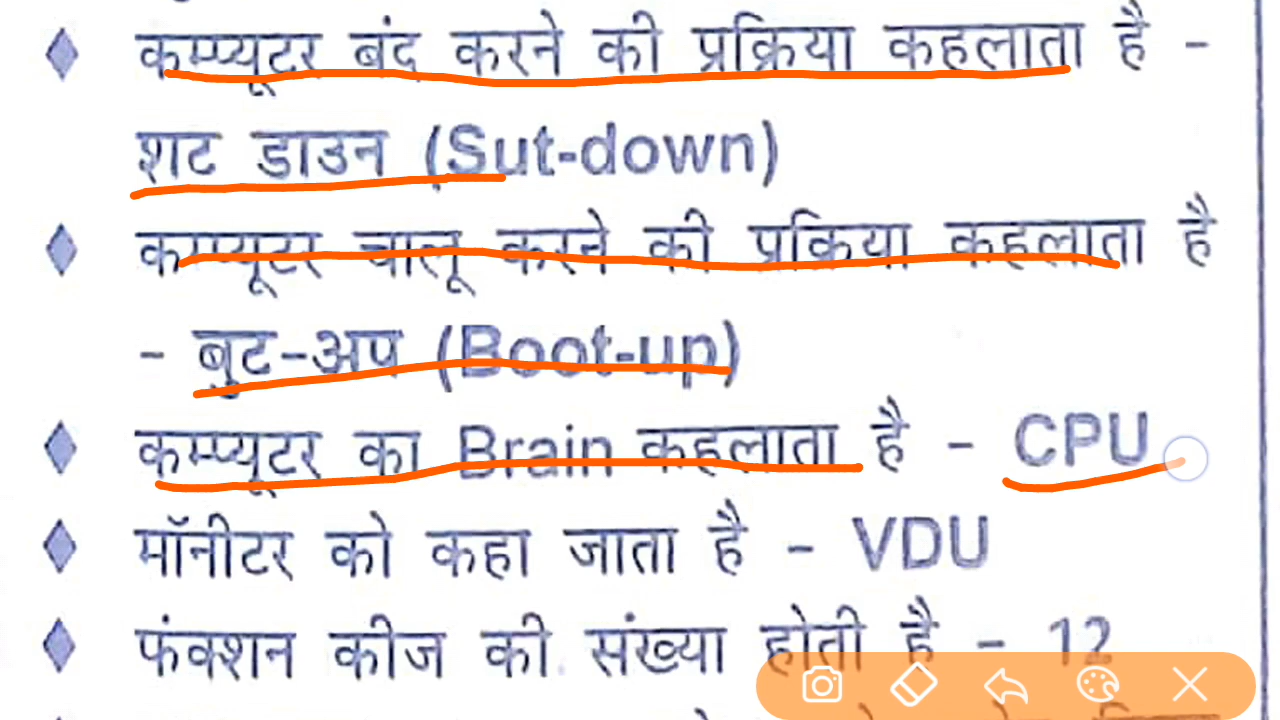 कम्प्यूटर बंद करने की प्रक्रिया कहलाता है -
शट डाउन (Sut-down)
कम्प्यूटर चालू करने की प्रक्रिया कहलाता है
- बुट-अप (Boot-up)
कम्प्यूटर का Brain कहलाता है - CPU
मॉनीटर को कहा जाता है - VDU
फंक्शन कीज की संख्या होती है - 12